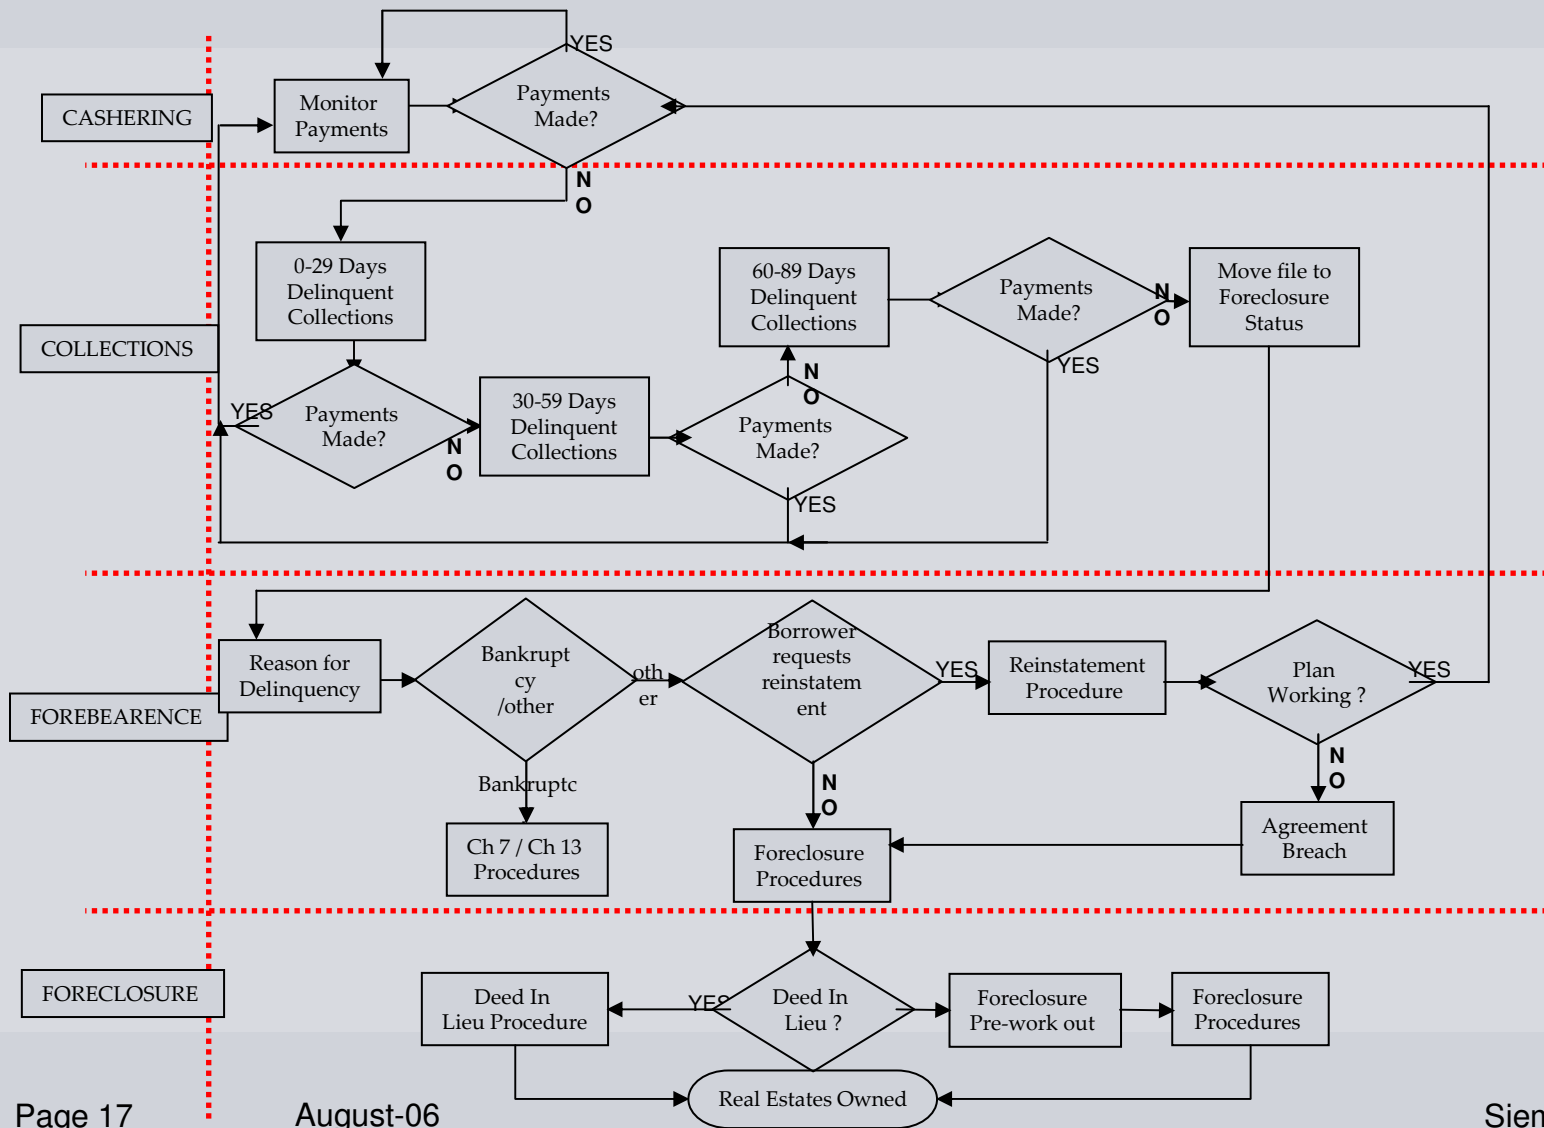 YES
CASHERING
Monitor
Payments
Payments
Made?
N
O
0-29 Days
Delinquent
Collections
60-89 Days
Delinquent
Collections
Payments
Made?
N
O
Move file to
Foreclosure
Status
COLLECTIONS
YES
YES
Payments
Made?
N
O
30-59 Days
Delinquent
Collections
N
O
Payments
Made?
YES
Reason for
Delinquency
Bankrupt
cy
/other
oth
er
Borrower
requests
reinstatem
ent
YES
Reinstatement
Procedure
Plan
Working ?
YES
FOREBEARENCE
N
O
Bankruptc
N
O
Ch 7 / Ch 13
Procedures
Foreclosure
Procedures
Agreement
Breach
FORECLOSURE
Deed In
Lieu Procedure
YES
Deed In
Lieu ?
Foreclosure
Pre-work out
Foreclosure
Procedures
Real Estates Owned
Page 17
August-06